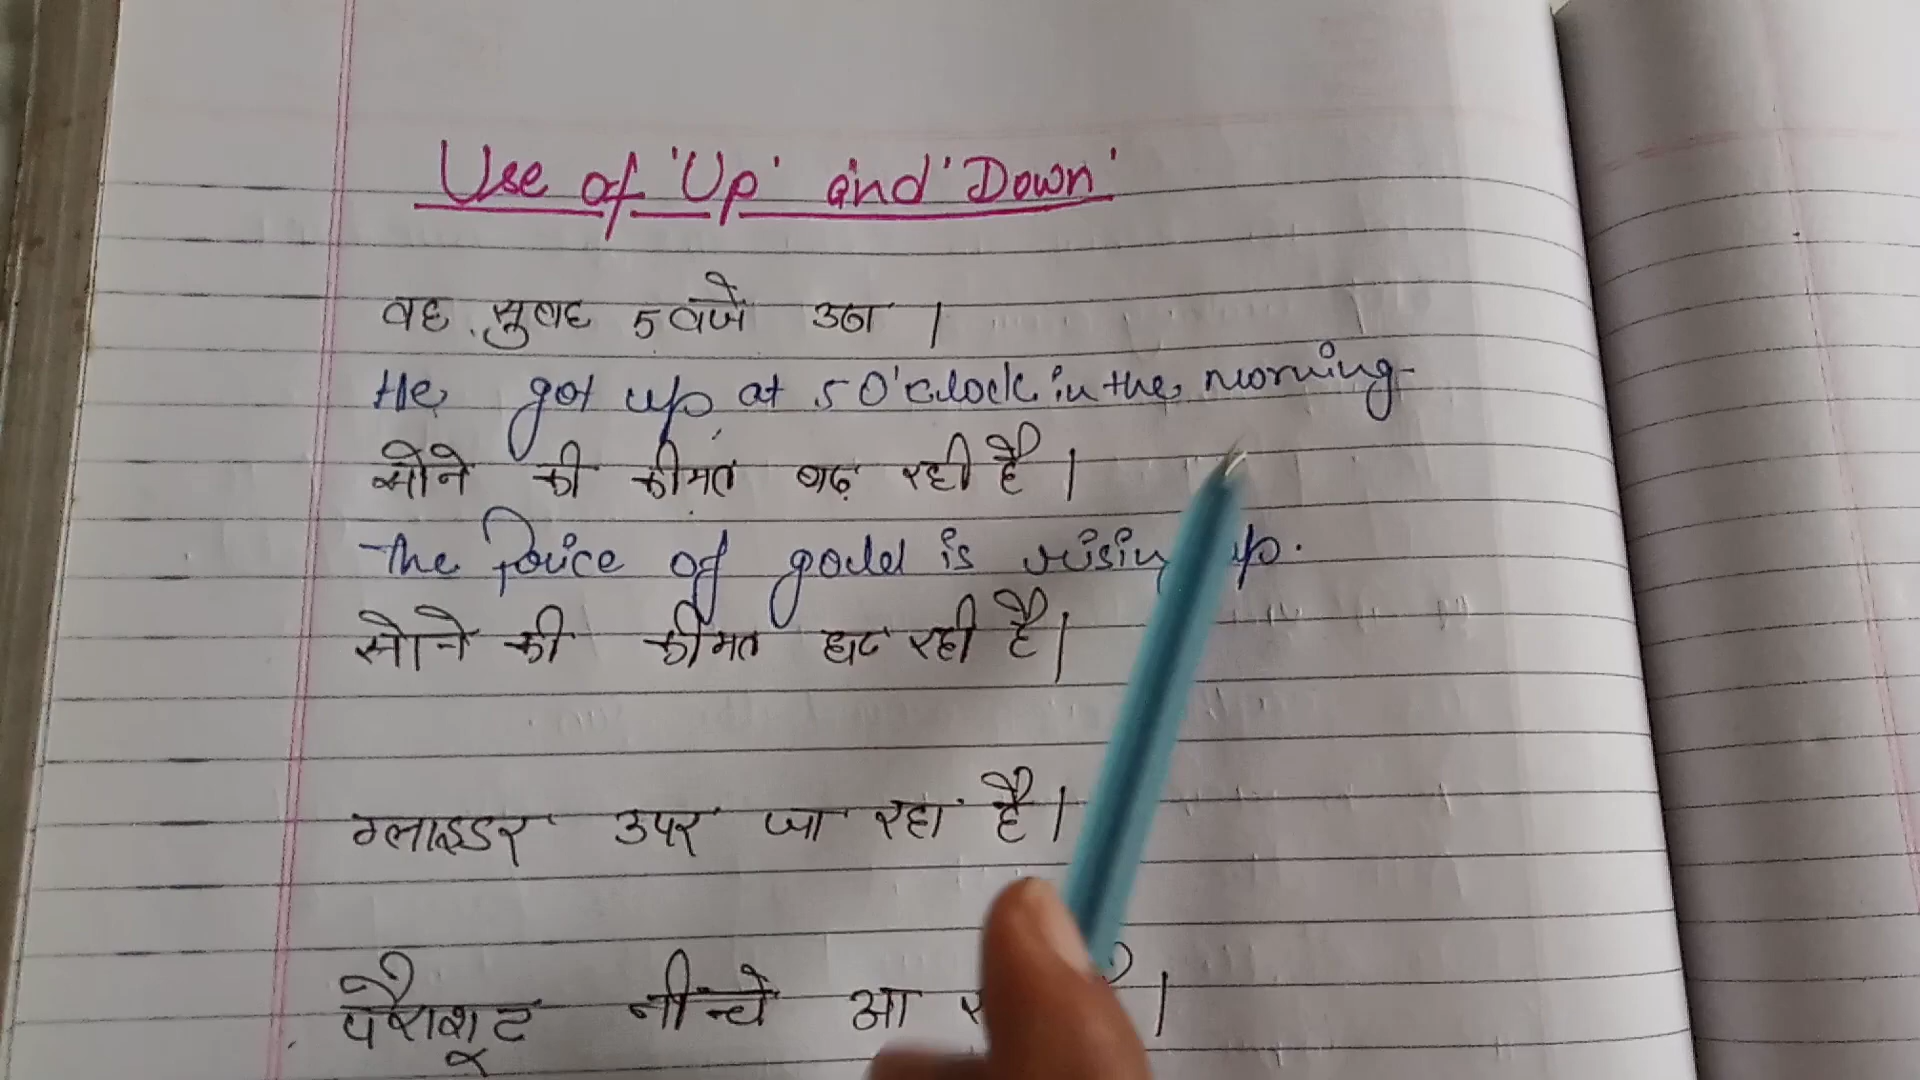 Use of 'Up' and 'Down'
वह सुबह 5 बजे उठा ।
He got up at 5 O'clock in the morning.
सोने की कीमत बढ़ रही है ।
The Price of gold is rising up.
सोने की कीमत घट रही है ।
ग्लाइडर उपर जा रहा है ।
पैराशूट नीचे आ